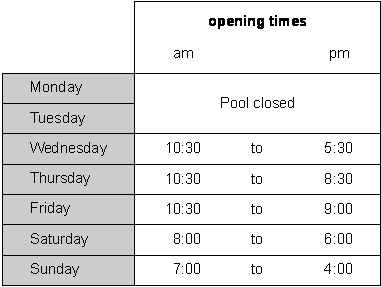 opening times
am pm
Monday
Pool closed
Tuesday
Wednesday 10:30 to 5:30
Thursday 10:30 to 8:30
Friday 10:30 to 9:00
Saturday 8:00 to 6:00
Sunday 7:00 to 4:00